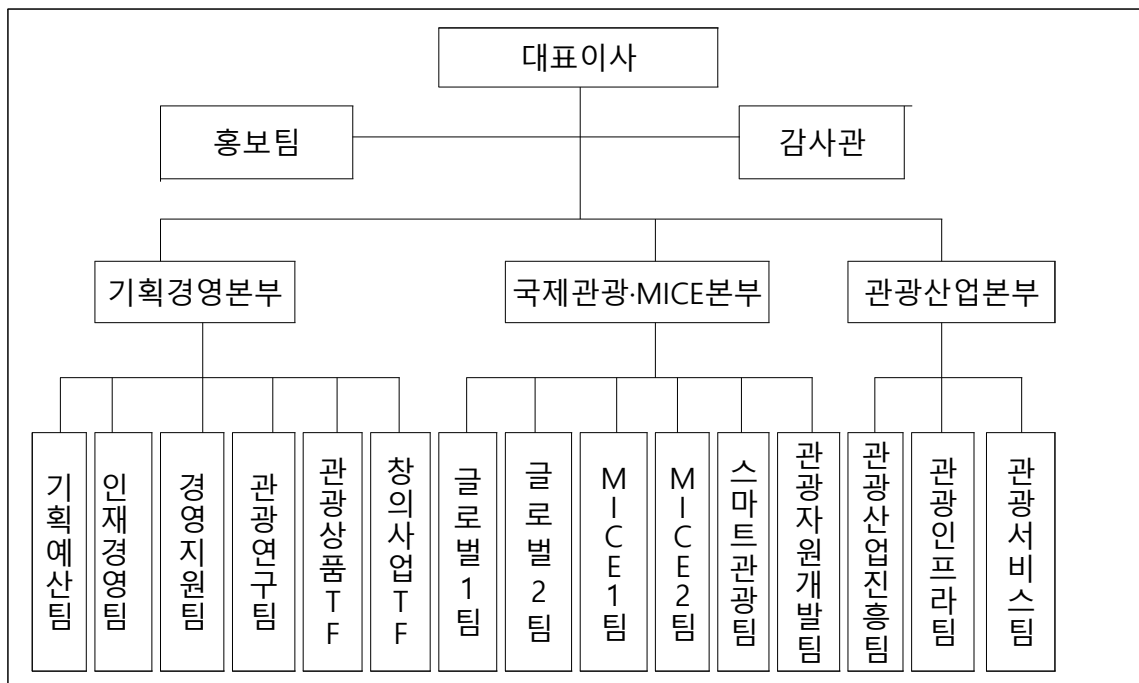 대표이사
홍보팀
감사관
기획경영본부
국제관광·MICE본부
관광산업본부
기획예산팀
인재경영팀
경영지원팀
관광연구팀
관광상품TF
창의사업TF
글로벌1팀
글로벌2팀
MICE1팀
MICE2팀
스마트관광팀
관광자원개발팀
관광산업진흥팀
관광인프라팀
관광서비스팀